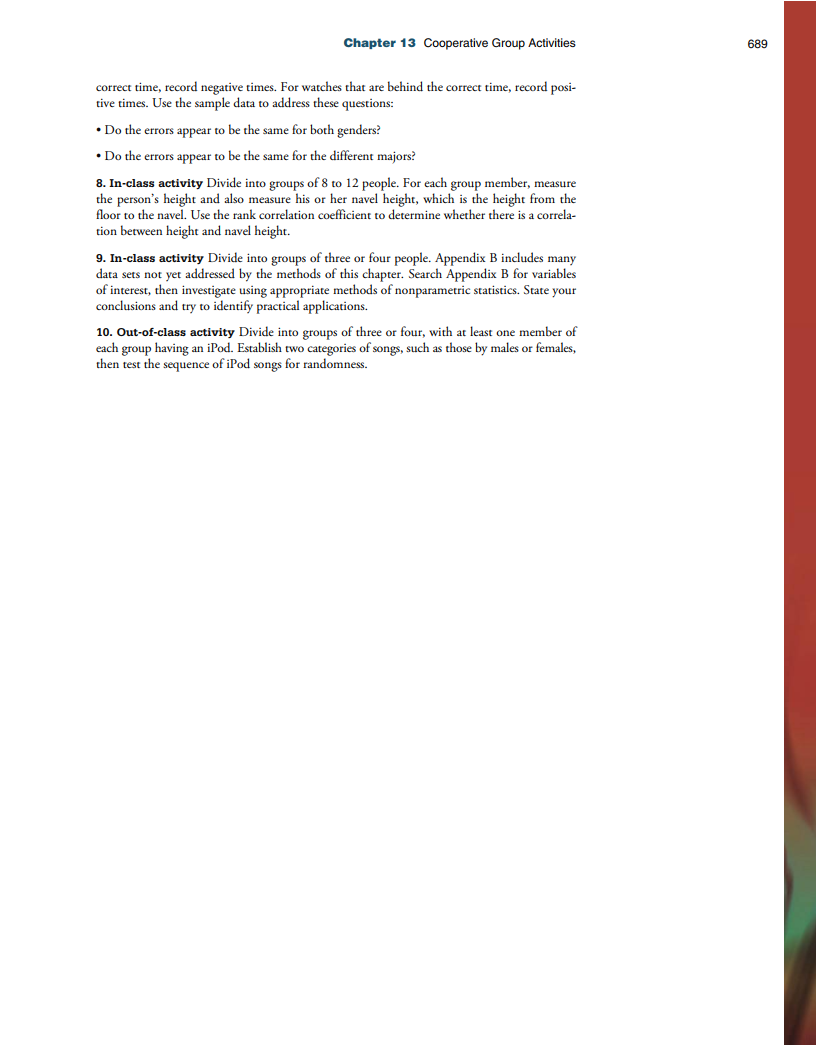 Chapter 13 Cooperative Group Activities 689
correct time, record negative times. For watches that are behind the correct time, record posi-
tive times. Use the sample data to address these questions:
• Do the errors appear to be the same for both genders?
• Do the errors appear to be the same for the different majors?
8. In-class activity Divide into groups of 8 to 12 people. For each group member, measure
the person's height and also measure his or her navel height, which is the height from the
floor to the navel. Use the rank correlation coefficient to determine whether there is a correla-
tion between height and navel height.
9. In-class activity Divide into groups of three or four people. Appendix B includes many
data sets not yet addressed by the methods of this chapter. Search Appendix B for variables
of interest, then investigate using appropriate methods of nonparametric statistics. State your
conclusions and try to identify practical applications.
10. Out-of-class activity Divide into groups of three or four, with at least one member of
each group having an iPod. Establish two categories of songs, such as those by males or females,
then test the sequence of iPod songs for randomness.